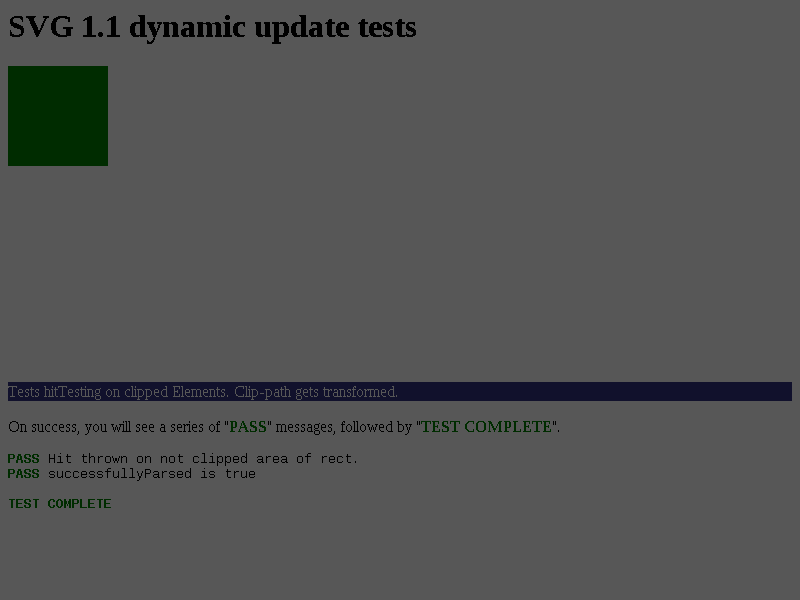 SVG 1.1 dynamic update tests
Tests hitTesting on clipped Elements. Clip-path gets transformed.
On success, you will see a series of "PASS" messages, followed by "TEST COMPLETE".
PASS Hit thrown on not clipped area of rect.
PASS successfullyParsed is true
TEST COMPLETE